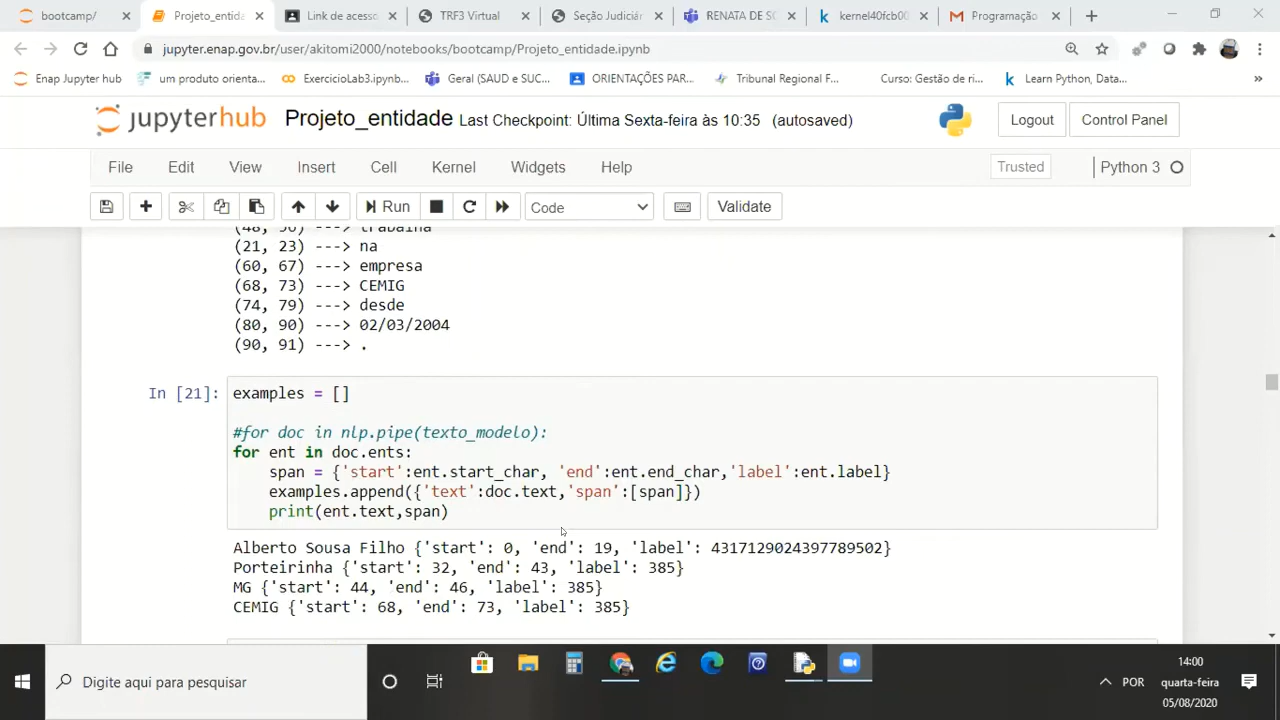 bootcamp/
Projeto_entida
Link de acesso
TRF3 Virtual
Seção Judiciár
RENATA DE SO
kernel40fcb00
Programação
jupyter.enap.gov.br/user/akitomi2000/notebooks/bootcamp/Projeto_entidade.ipynb
Enap Jupyter hub
um produto orienta...
ExercicioLab3.ipynb...
Geral (SAUD e SUC...
ORIENTAÇÕES PAR...
Tribunal Regional F...
Curso: Gestão de ri...
Learn Python, Data...
»
jupyterhub
Projeto_entidade Last Checkpoint: Última Sexta-feira às 10:35 (autosaved)
Logout
Control Panel
File Edit View Insert Cell Kernel Widgets Help
Trusted
Python 3
Run
Code
Validate
(48, 56) ---> trabalha
(21, 23) ---> na
(60, 67) ---> empresa
(68, 73) ---> CEMIG
(74, 79) ---> desde
(80, 90) ---> 02/03/2004
(90, 91) ---> .
In [21]:
examples = []
#for doc in nlp.pipe(texto_modelo):
for ent in doc.ents:
span = {'start':ent.start_char, 'end':ent.end_char,'label':ent.label}
examples.append({'text':doc.text,'span':[span]})
print(ent.text,span)
Alberto Sousa Filho {'start': 0, 'end': 19, 'label': 4317129024397789502}
Porteirinha {'start': 32, 'end': 43, 'label': 385}
MG {'start': 44, 'end': 46, 'label': 385}
CEMIG {'start': 68, 'end': 73, 'label': 385}
Digite aqui para pesquisar
POR
14:00
quarta-feira
05/08/2020